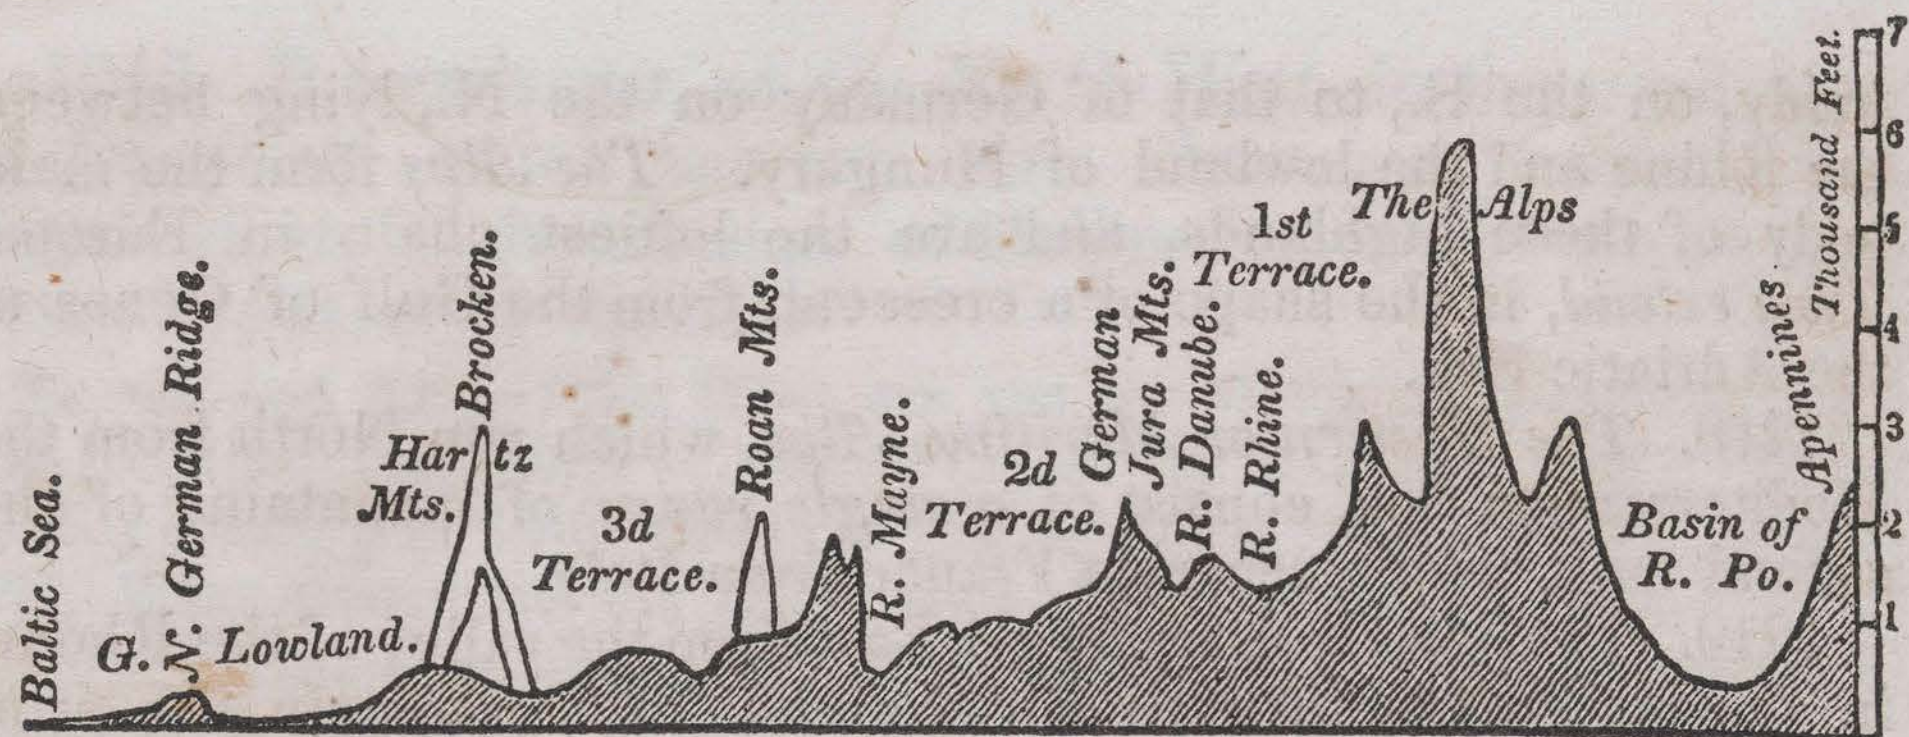 Baltic Sea.
G.
N. German Ridge.
Lowland.
Hartz
Mts.
Brocken.
3d
Terrace.
Roan Mts.
R. Mayne.
2d
Terrace.
German
Jura Mts.
R. Danube.
R. Rhine.
1st
Terrace.
The Alps
Basin of
R. Po.
Apennines.
Thousand Feet.
7
6
5
4
3
2
1